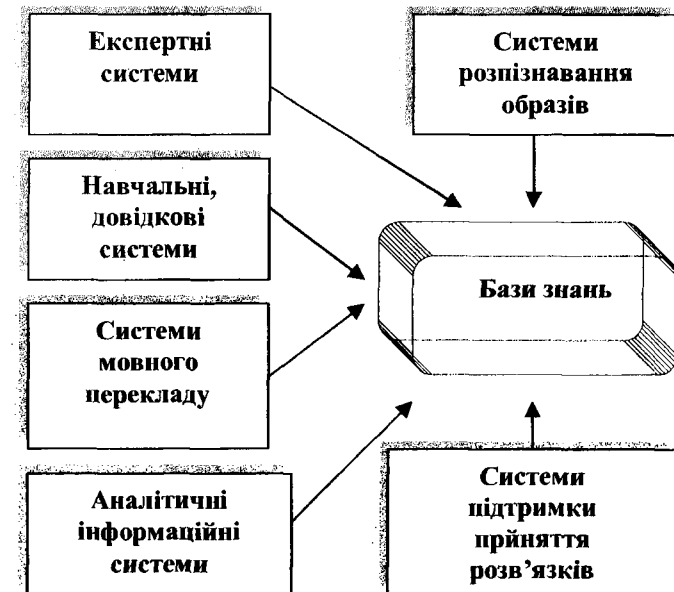 Експертні
системи
Системи
розпізнавання
образів
Навчальні,
довідкові
системи
Бази знань
Системи
мовного
перекладу
Аналітичні
інформаційні
системи
Системи
підтримки
прйняття
розв’язків